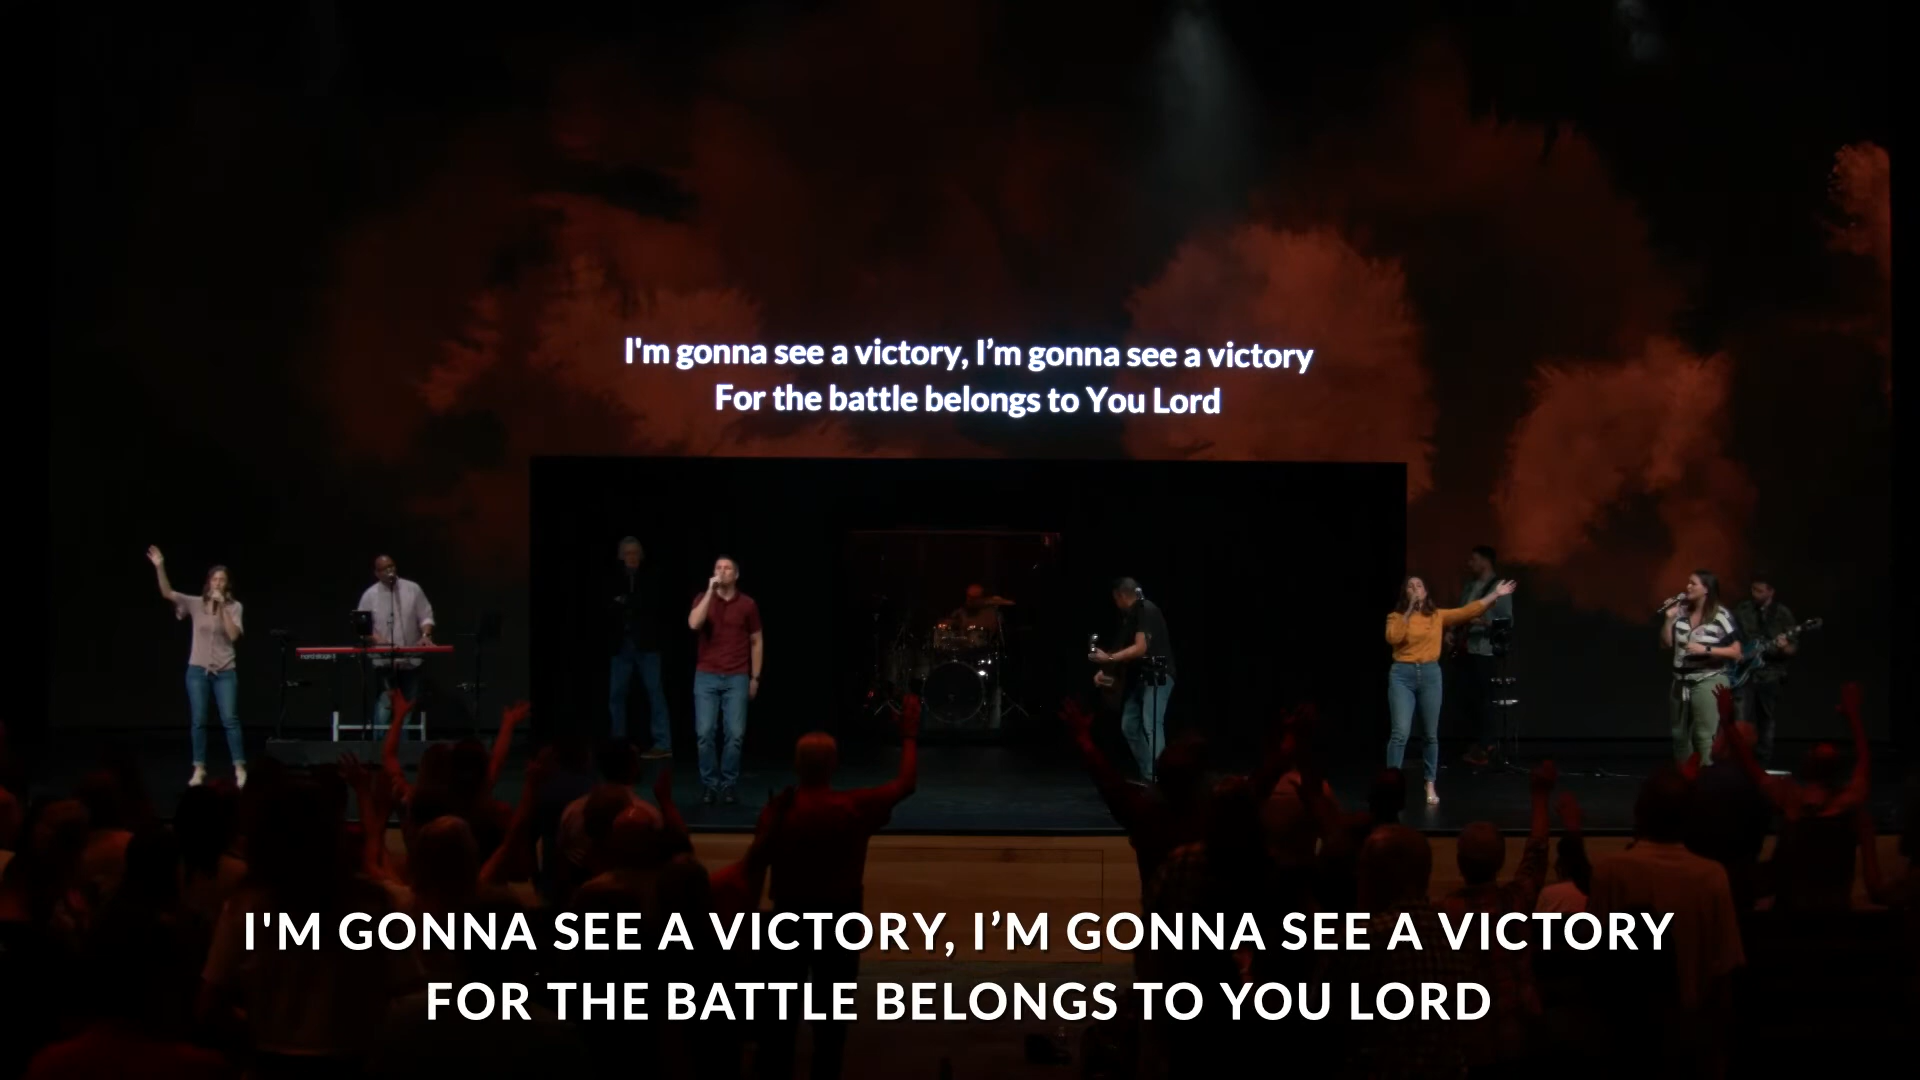 I'm gonna see a victory, I’m gonna see a victory
For the battle belongs to You Lord
I'M GONNA SEE A VICTORY, I’M GONNA SEE A VICTORY
FOR THE BATTLE BELONGS TO YOU LORD